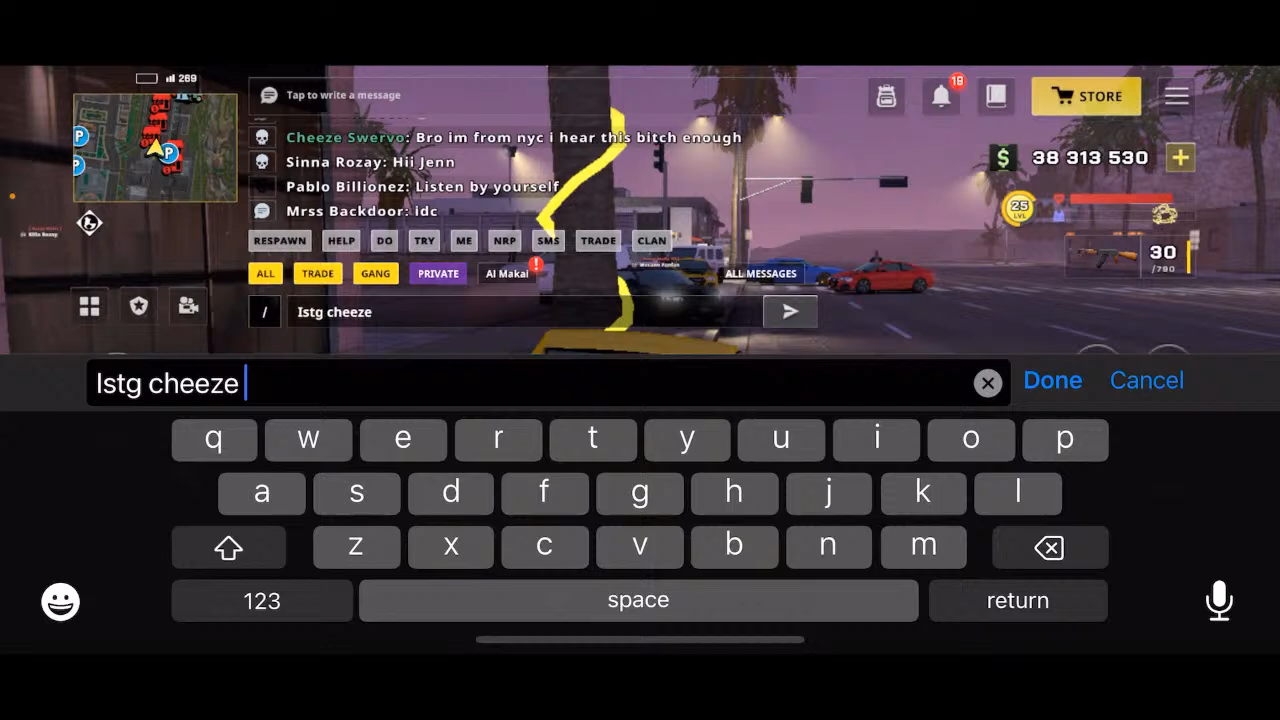 269
Tap to write a message
18
STORE
Cheeze Swervo: Bro im from nyc i hear this bitch enough
Sinna Rozay: Hii Jenn
Pablo Billionez: Listen by yourself
Mrss Backdoor: idc
$ 38 313 530 +
25
LVL
30
/790
P
P
P
RESPAWN HELP DO TRY ME NRP SMS TRADE CLAN
ALL TRADE GANG PRIVATE Al Makai ! ALL MESSAGES
/ Istg cheeze
Istg cheeze Done Cancel
q w e r t y u i o p
a s d f g h j k l
z x c v b n m
123 space return